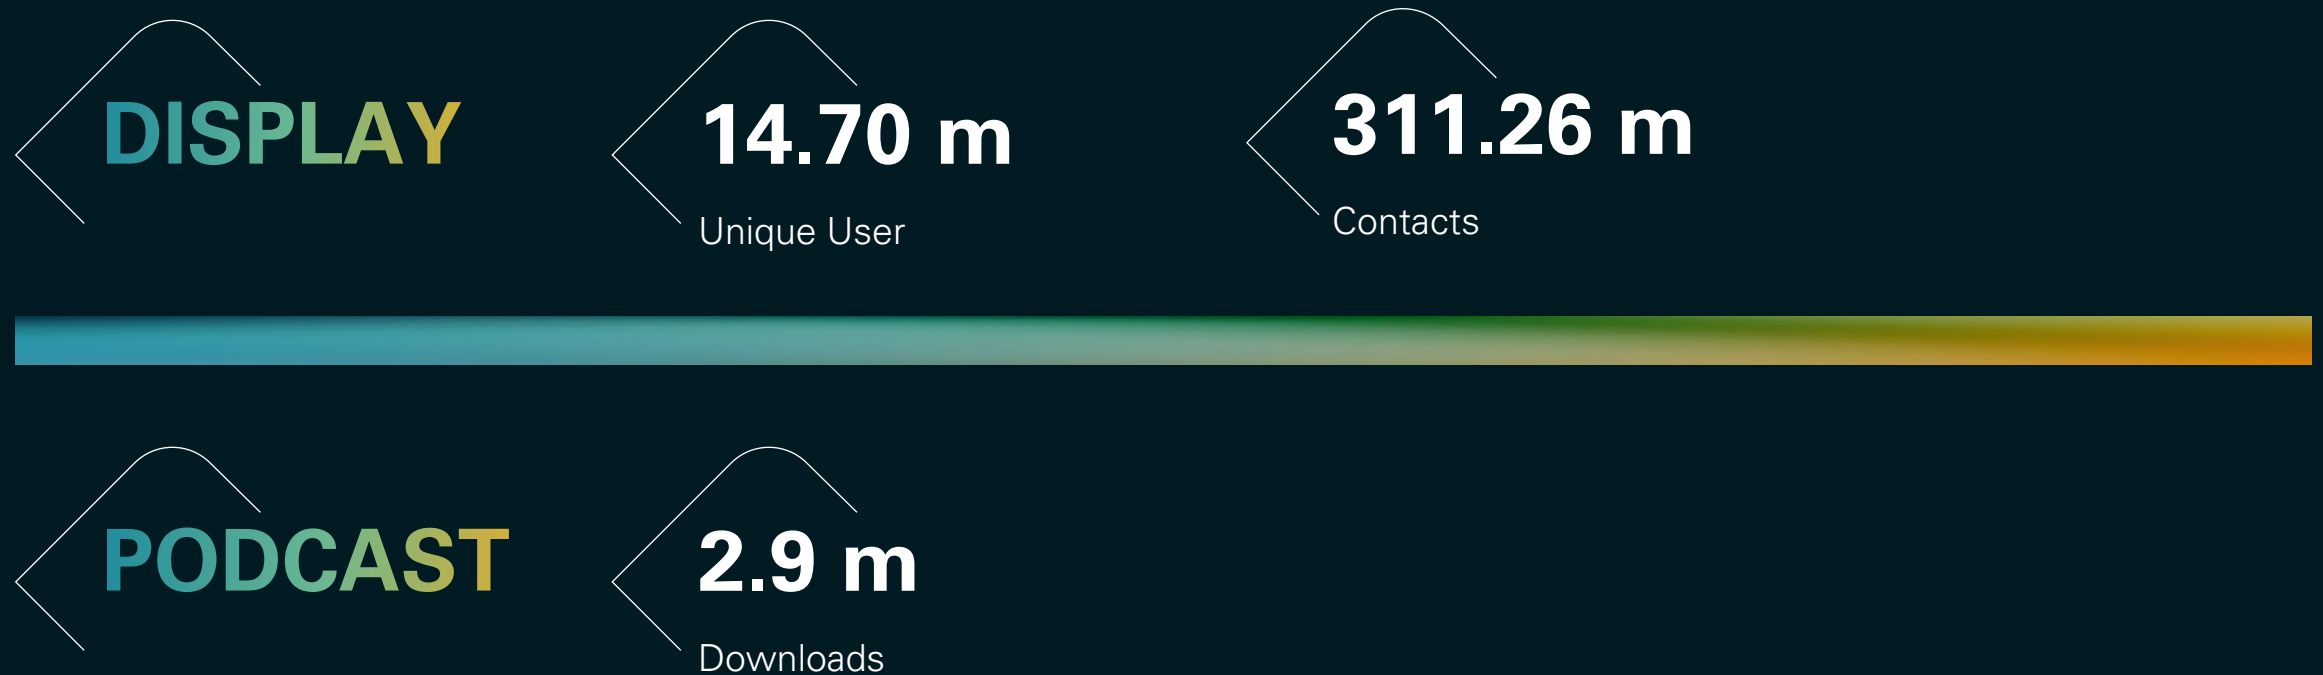 DISPLAY
14.70 m
Unique User
311.26 m
Contacts
PODCAST
2.9 m
Downloads